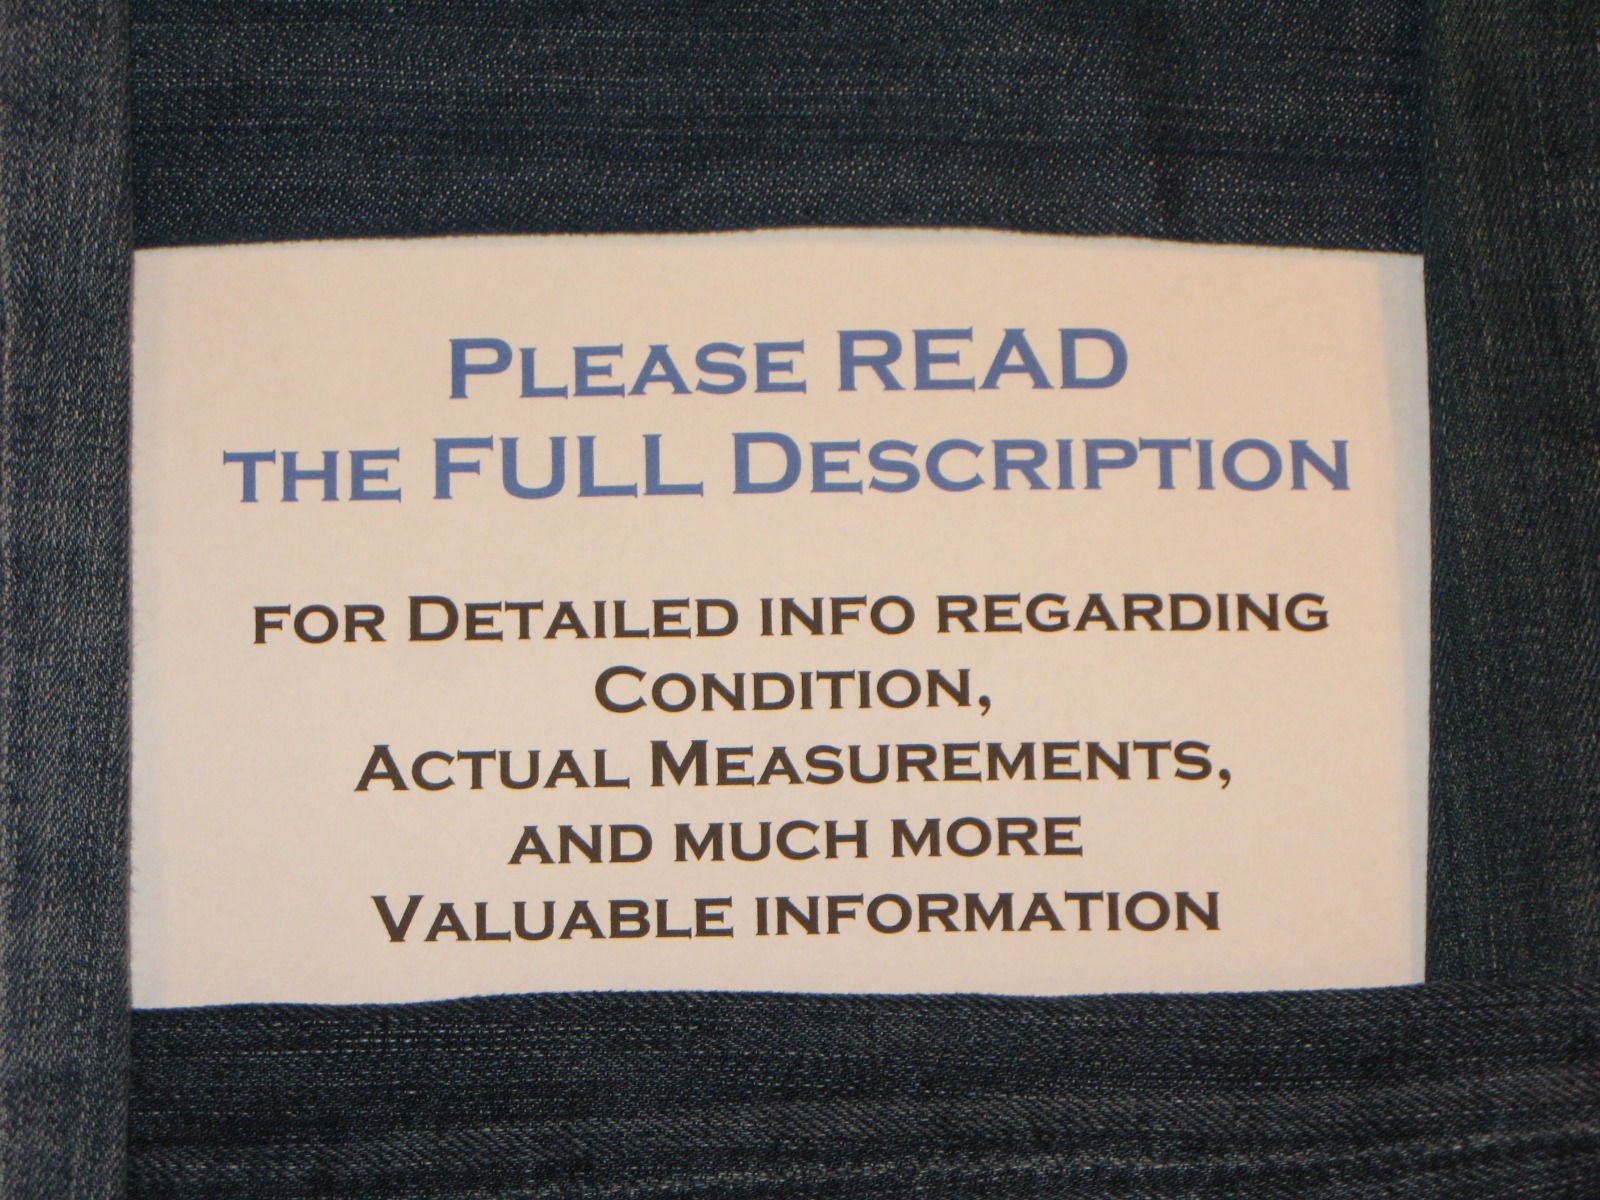 Please READ
the FULL Description
for Detailed info regarding
Condition,
Actual Measurements,
and much more
Valuable information